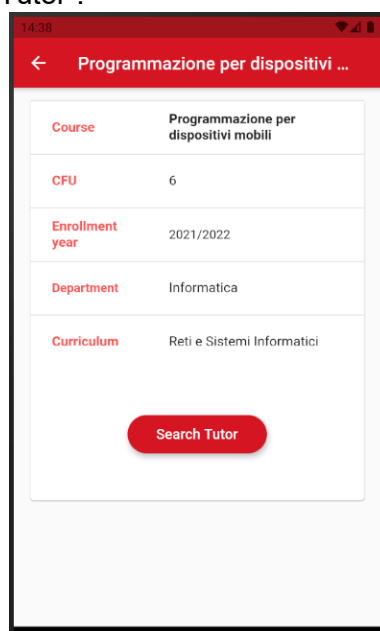 Tutor".
14:38
Programmazione per dispositivi ...
Course
Programmazione per
dispositivi mobili
CFU
6
Enrollment
year
2021/2022
Department
Informatica
Curriculum
Reti e Sistemi Informatici
Search Tutor